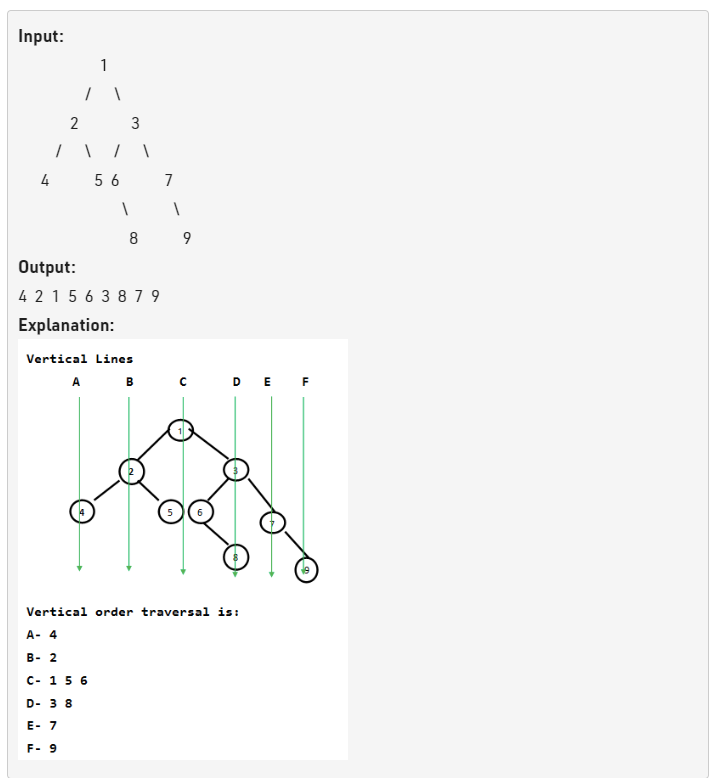 Input:
1
/ \
2 3
/ \ / \
4 5 6 7
\ \
8 9
Output:
4 2 1 5 6 3 8 7 9
Explanation:
Vertical Lines
A B C D E F
1
2 3
4 5 6 7
8 9
Vertical order traversal is:
A- 4
B- 2
C- 1 5 6
D- 3 8
E- 7
F- 9